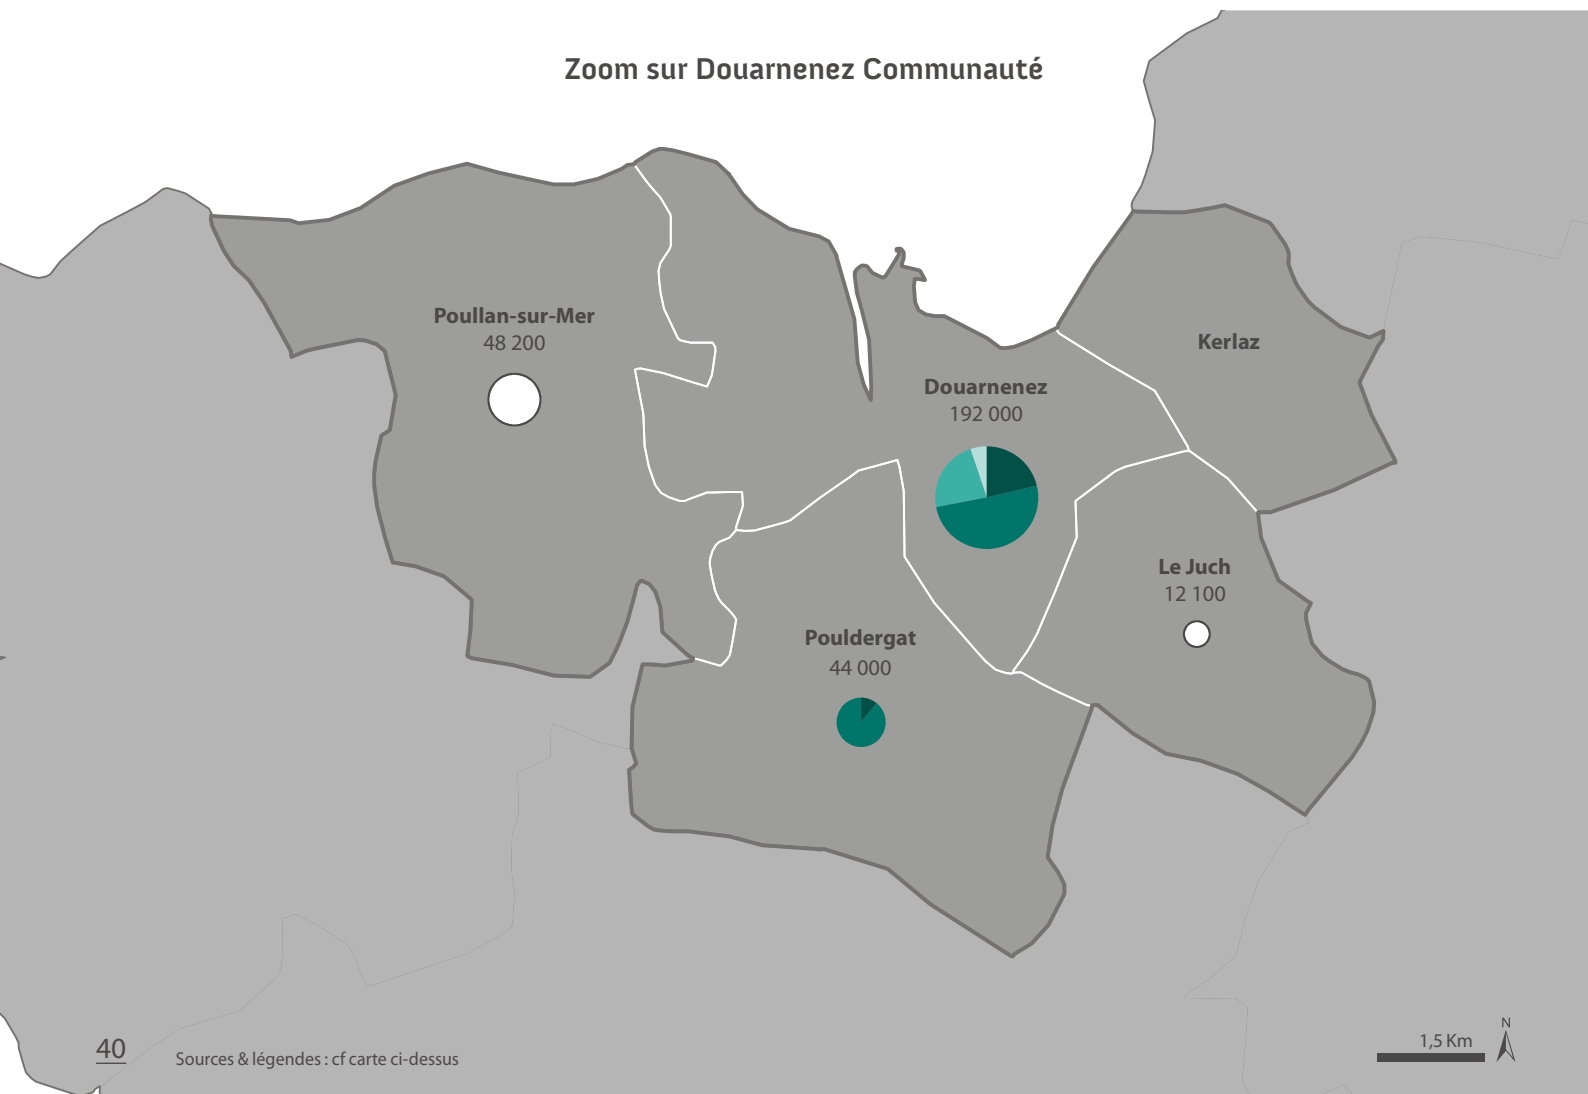 Zoom sur Douarnenez Communauté
Poullan-sur-Mer
48 200
Kerlaz
Douarnenez
192 000
Le Juch
12 100
Pouldergat
44 000
40
Sources & légendes : cf carte ci-dessus
1,5 Km
N